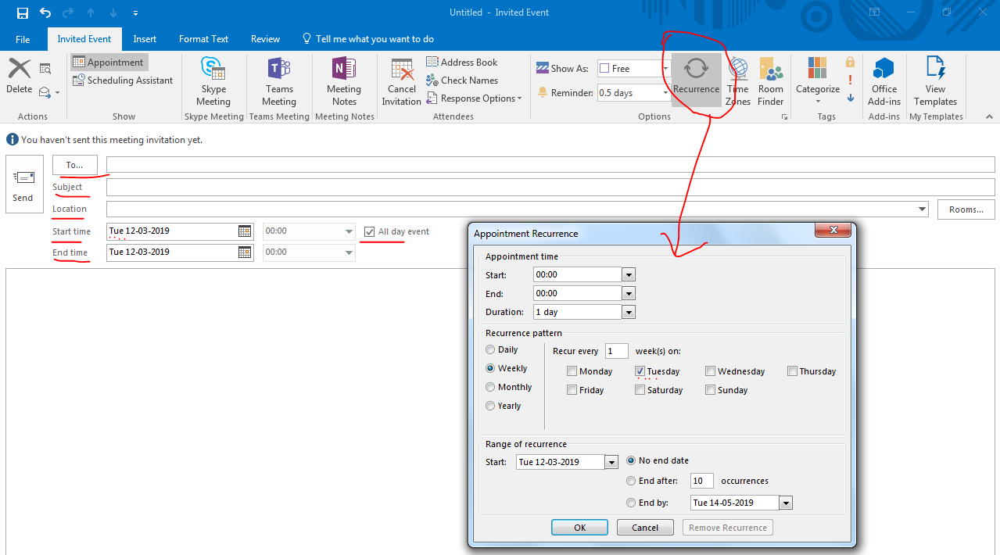 Untitled - Invited Event
File Invited Event Insert Format Text Review Tell me what you want to do
Delete
Actions
Appointment
Scheduling Assistant
Show
Skype
Meeting
Skype Meeting
Teams
Meeting
Teams Meeting
Meeting
Notes
Meeting Notes
Cancel
Invitation
Address Book
Check Names
Response Options
Attendees
Show As: Free
Reminder: 0.5 days
Recurrence
Time
Zones
Room
Finder
Options
Categorize
Tags
Office
Add-ins
Add-ins
View
Templates
My Templates
You haven't sent this meeting invitation yet.
Send
To...
Subject
Location Rooms...
Start time Tue 12-03-2019 00:00 All day event
End time Tue 12-03-2019 00:00
Appointment Recurrence
Appointment time
Start: 00:00
End: 00:00
Duration: 1 day
Recurrence pattern
Daily
Weekly
Monthly
Yearly
Recur every 1 week(s) on:
Monday Tuesday Wednesday Thursday
Friday Saturday Sunday
Range of recurrence
Start: Tue 12-03-2019
No end date
End after: 10 occurrences
End by: Tue 14-05-2019
OK Cancel Remove Recurrence